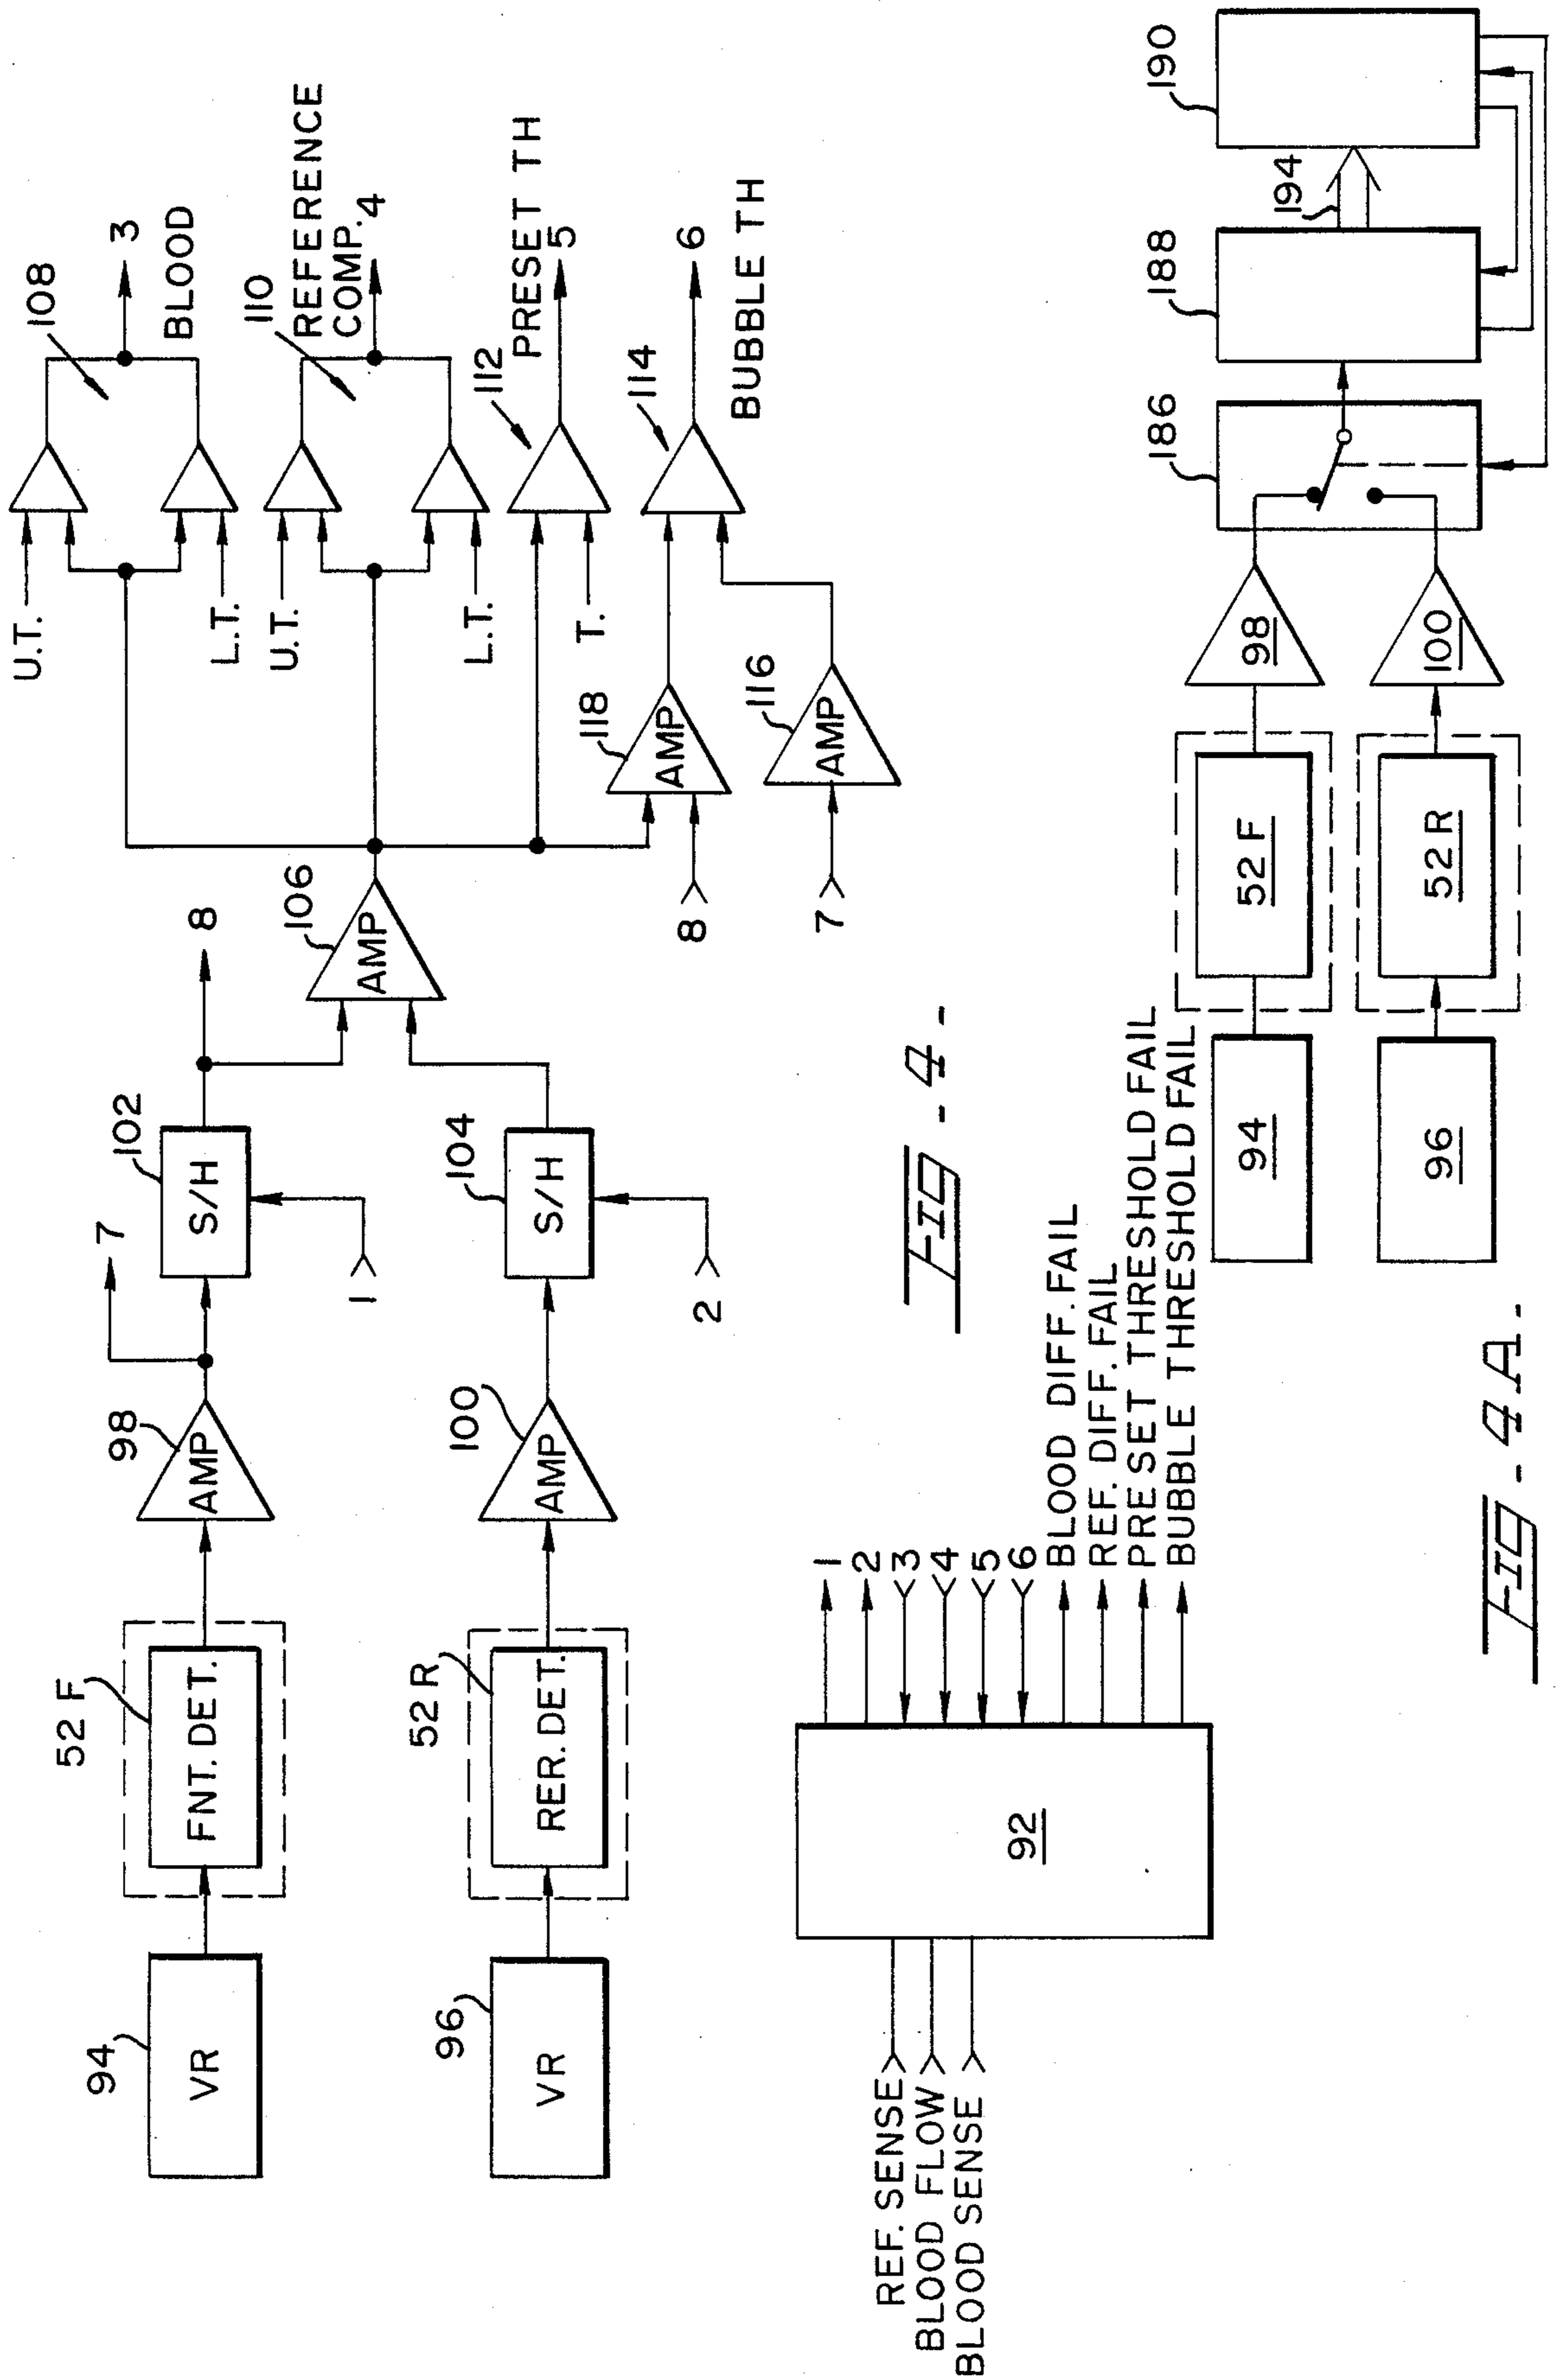 U.T.
108
3
BLOOD
L.T.
U.T.
110
REFERENCE
COMP.
4
L.T.
112
PRESET TH
5
T.
114
6
BUBBLE TH
118
AMP
8
116
AMP
7
106
AMP
8
102
S/H
7
1
98
AMP
52 F
FNT. DET.
94
VR
104
S/H
2
100
AMP
52 R
RER. DET.
96
VR
FIG - 4 -
REF. SENSE
BLOOD FLOW
BLOOD SENSE
92
1
2
3
4
5
6
BLOOD DIFF. FAIL
REF. DIFF. FAIL
PRESET THRESHOLD FAIL
BUBBLE THRESHOLD FAIL
94
52 F
98
186
188
194
190
96
52 R
100
FIG - 4A.